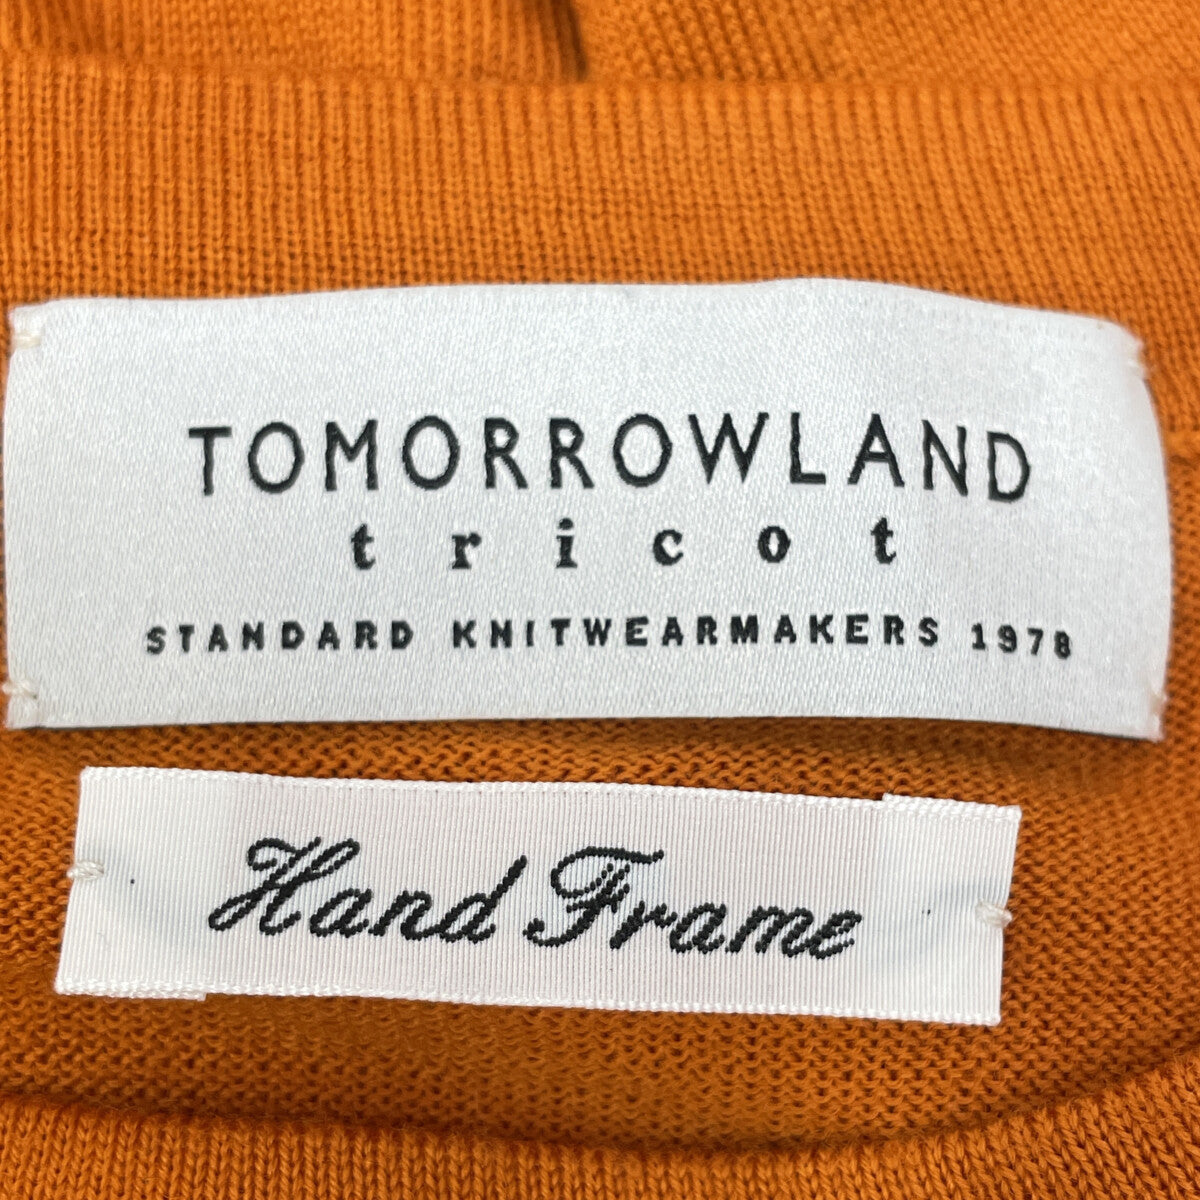 TOMORROWLAND
tricot
STANDARD KNITWEARMAKERS 1978
Hand Frame